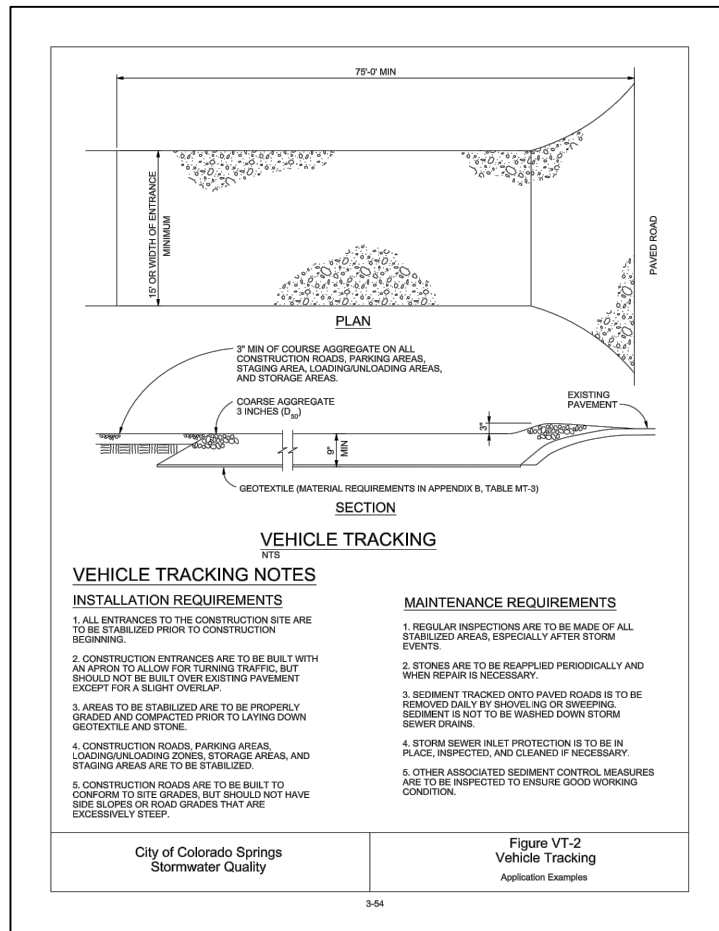 75'-0' MIN
15' OR WIDTH OF ENTRANCE
MINIMUM
PAVED ROAD
PLAN
3" MIN OF COURSE AGGREGATE ON ALL
CONSTRUCTION ROADS, PARKING AREAS,
STAGING AREA, LOADING/UNLOADING AREAS,
AND STORAGE AREAS.
COARSE AGGREGATE
3 INCHES (D50)
EXISTING
PAVEMENT
3"
9"
MIN
GEOTEXTILE (MATERIAL REQUIREMENTS IN APPENDIX B, TABLE MT-3)
SECTION
VEHICLE TRACKING
NTS
VEHICLE TRACKING NOTES
INSTALLATION REQUIREMENTS
1. ALL ENTRANCES TO THE CONSTRUCTION SITE ARE
TO BE STABILIZED PRIOR TO CONSTRUCTION
BEGINNING.
2. CONSTRUCTION ENTRANCES ARE TO BE BUILT WITH
AN APRON TO ALLOW FOR TURNING TRAFFIC, BUT
SHOULD NOT BE BUILT OVER EXISTING PAVEMENT
EXCEPT FOR A SLIGHT OVERLAP.
3. AREAS TO BE STABILIZED ARE TO BE PROPERLY
GRADED AND COMPACTED PRIOR TO LAYING DOWN
GEOTEXTILE AND STONE.
4. CONSTRUCTION ROADS, PARKING AREAS,
LOADING/UNLOADING ZONES, STORAGE AREAS, AND
STAGING AREAS ARE TO BE STABILIZED.
5. CONSTRUCTION ROADS ARE TO BE BUILT TO
CONFORM TO SITE GRADES, BUT SHOULD NOT HAVE
SIDE SLOPES OR ROAD GRADES THAT ARE
EXCESSIVELY STEEP.
MAINTENANCE REQUIREMENTS
1. REGULAR INSPECTIONS ARE TO BE MADE OF ALL
STABILIZED AREAS, ESPECIALLY AFTER STORM
EVENTS.
2. STONES ARE TO BE REAPPLIED PERIODICALLY AND
WHEN REPAIR IS NECESSARY.
3. SEDIMENT TRACKED ONTO PAVED ROADS IS TO BE
REMOVED DAILY BY SHOVELING OR SWEEPING.
SEDIMENT IS NOT TO BE WASHED DOWN STORM
SEWER DRAINS.
4. STORM SEWER INLET PROTECTION IS TO BE IN
PLACE, INSPECTED, AND CLEANED IF NECESSARY.
5. OTHER ASSOCIATED SEDIMENT CONTROL MEASURES
ARE TO BE INSPECTED TO ENSURE GOOD WORKING
CONDITION.
City of Colorado Springs
Stormwater Quality
Figure VT-2
Vehicle Tracking
Application Examples
3-54